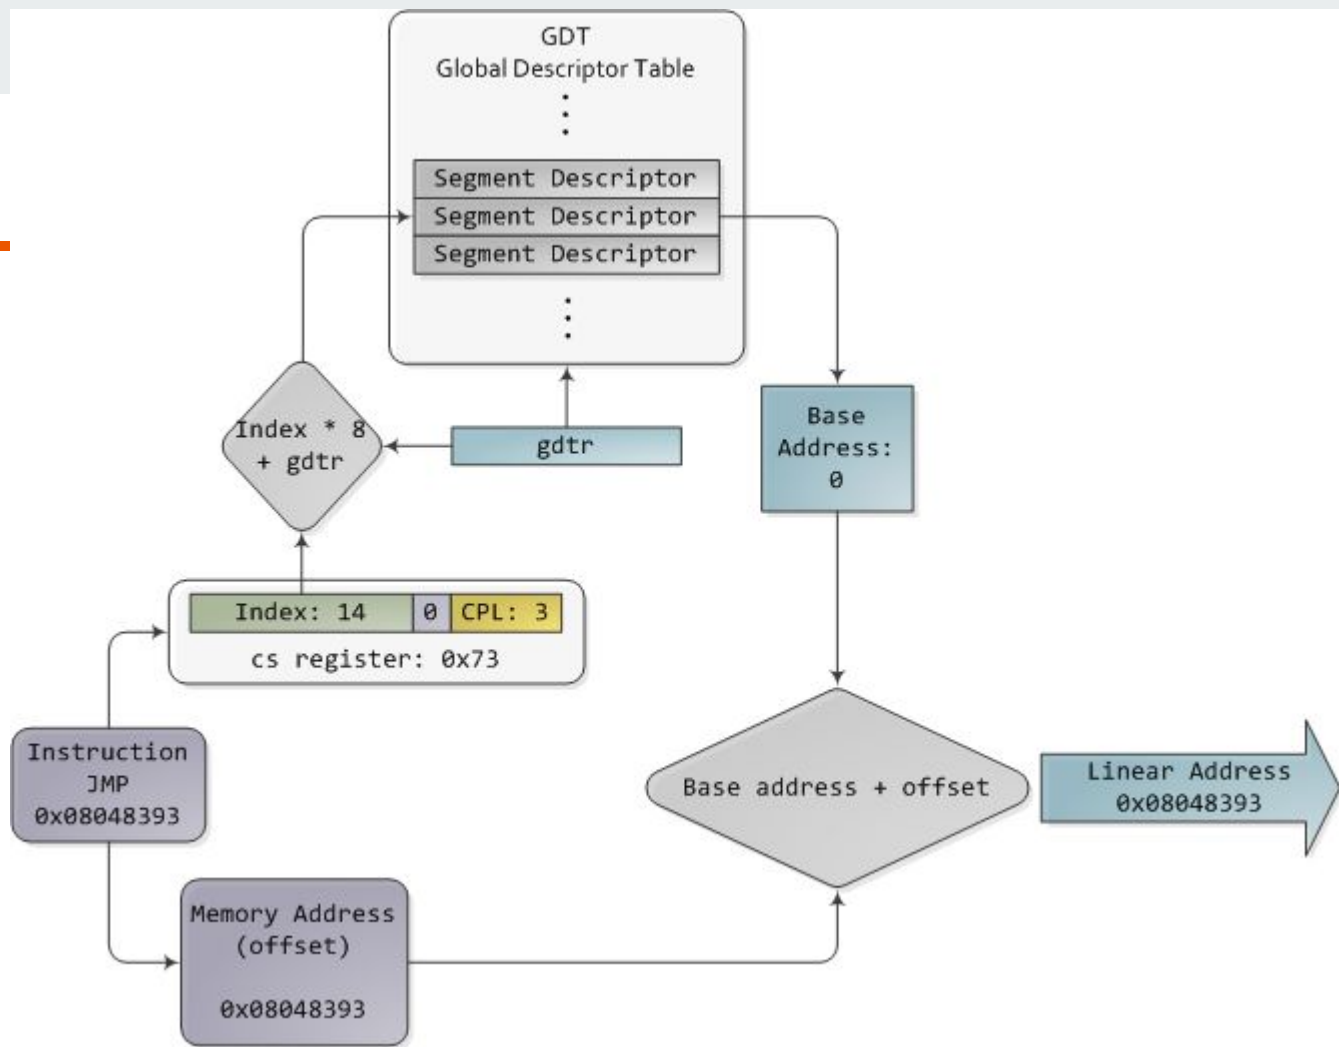 GDT
Global Descriptor Table
Segment Descriptor
Segment Descriptor
Segment Descriptor
Index * 8
+ gdtr
gdtr
Base
Address:
0
Index: 14
0
CPL: 3
cs register: 0x73
Instruction
JMP
0x08048393
Base address + offset
Linear Address
0x08048393
Memory Address
(offset)
0x08048393